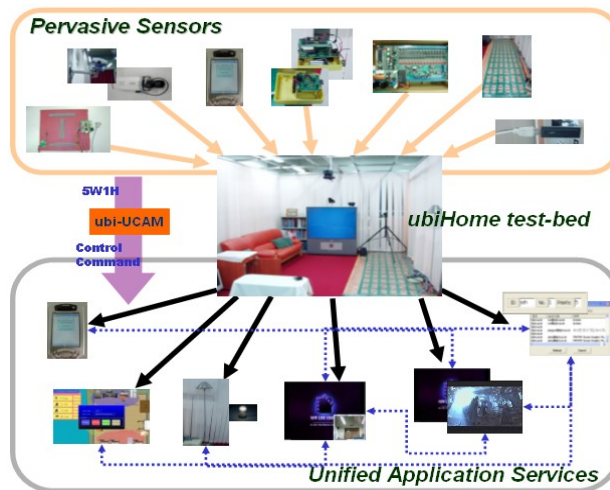 Pervasive Sensors
5W1H
ubi-UCAM
ubiHome test-bed
Control
Command
Unified Application Services